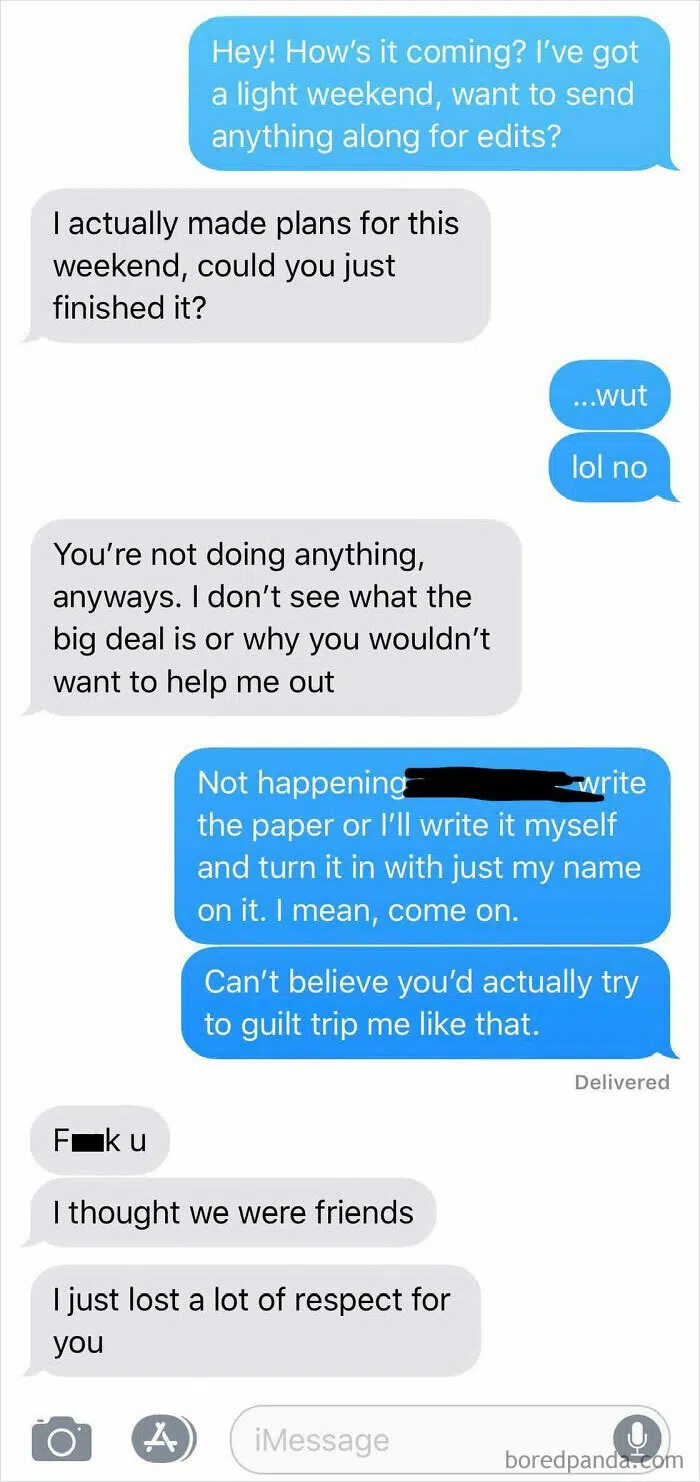 Hey! How's it coming? I've got
a light weekend, want to send
anything along for edits?
I actually made plans for this
weekend, could you just
finished it?
...wut
lol no
You're not doing anything,
anyways. I don't see what the
big deal is or why you wouldn't
want to help me out
Not happening write
the paper or I'll write it myself
and turn it in with just my name
on it. I mean, come on.
Can't believe you'd actually try
to guilt trip me like that.
Delivered
F k u
I thought we were friends
I just lost a lot of respect for
you
iMessage
boredpanda.com